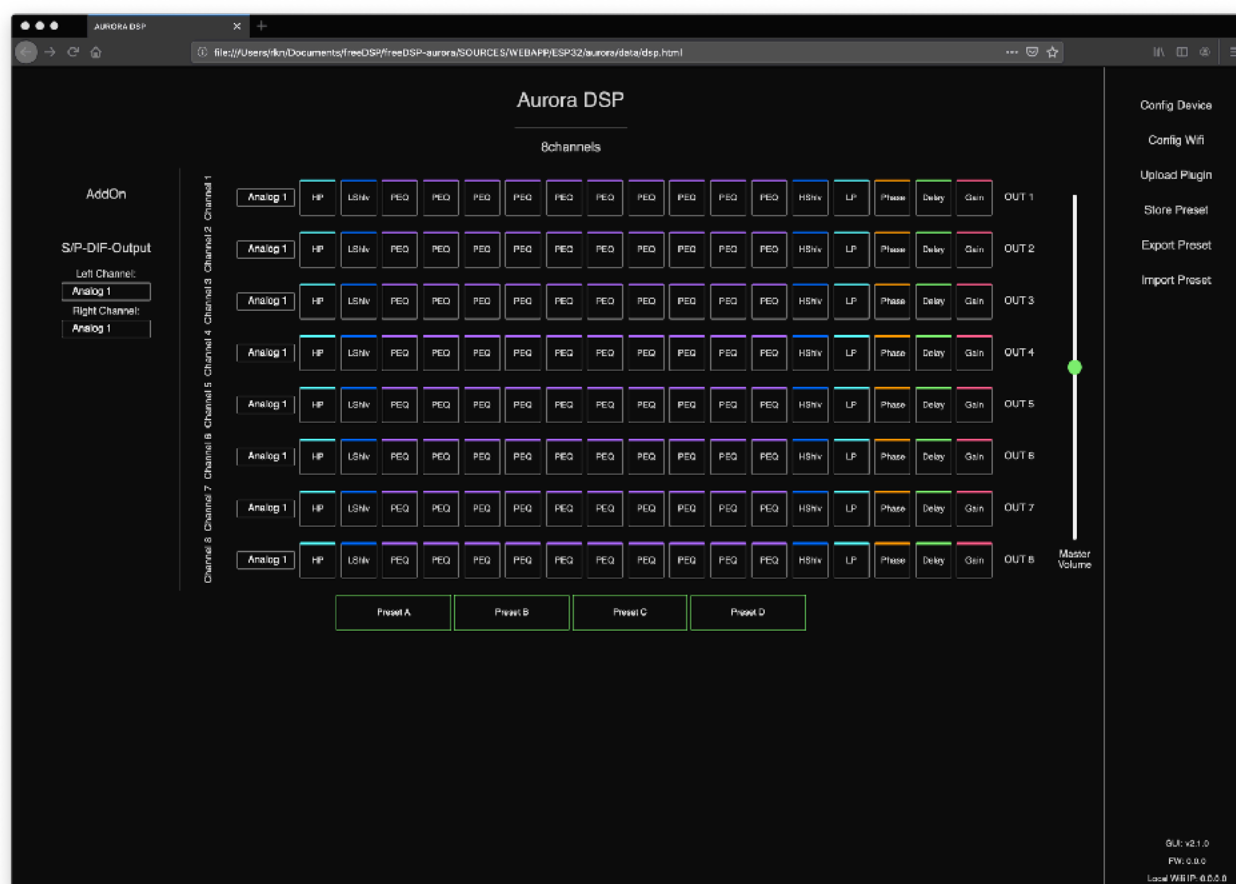 AURORA DSP
file:///Users/rkn/Documents/freeDSP/freeDSP-aurora/SOURCES/WEBAPP/ESP32/aurora/data/dsp.html
Aurora DSP
8channels
AddOn
S/P-DIF-Output
Left Channel:
Analog 1
Right Channel:
Analog 1
Channel 1 Analog 1 HP LShlv PEQ PEQ PEQ PEQ PEQ PEQ PEQ PEQ PEQ PEQ HShlv LP Phase Delay Gain OUT 1
Channel 2 Analog 1 HP LShlv PEQ PEQ PEQ PEQ PEQ PEQ PEQ PEQ PEQ PEQ HShlv LP Phase Delay Gain OUT 2
Channel 3 Analog 1 HP LShlv PEQ PEQ PEQ PEQ PEQ PEQ PEQ PEQ PEQ PEQ HShlv LP Phase Delay Gain OUT 3
Channel 4 Analog 1 HP LShlv PEQ PEQ PEQ PEQ PEQ PEQ PEQ PEQ PEQ PEQ HShlv LP Phase Delay Gain OUT 4
Channel 5 Analog 1 HP LShlv PEQ PEQ PEQ PEQ PEQ PEQ PEQ PEQ PEQ PEQ HShlv LP Phase Delay Gain OUT 5
Channel 6 Analog 1 HP LShlv PEQ PEQ PEQ PEQ PEQ PEQ PEQ PEQ PEQ PEQ HShlv LP Phase Delay Gain OUT 6
Channel 7 Analog 1 HP LShlv PEQ PEQ PEQ PEQ PEQ PEQ PEQ PEQ PEQ PEQ HShlv LP Phase Delay Gain OUT 7
Channel 8 Analog 1 HP LShlv PEQ PEQ PEQ PEQ PEQ PEQ PEQ PEQ PEQ PEQ HShlv LP Phase Delay Gain OUT 8
Master
Volume
Preset A Preset B Preset C Preset D
Config Device
Config Wifi
Upload Plugin
Store Preset
Export Preset
Import Preset
GUI: v2.1.0
FW: 0.0.0
Local Wifi IP: 0.0.0.0